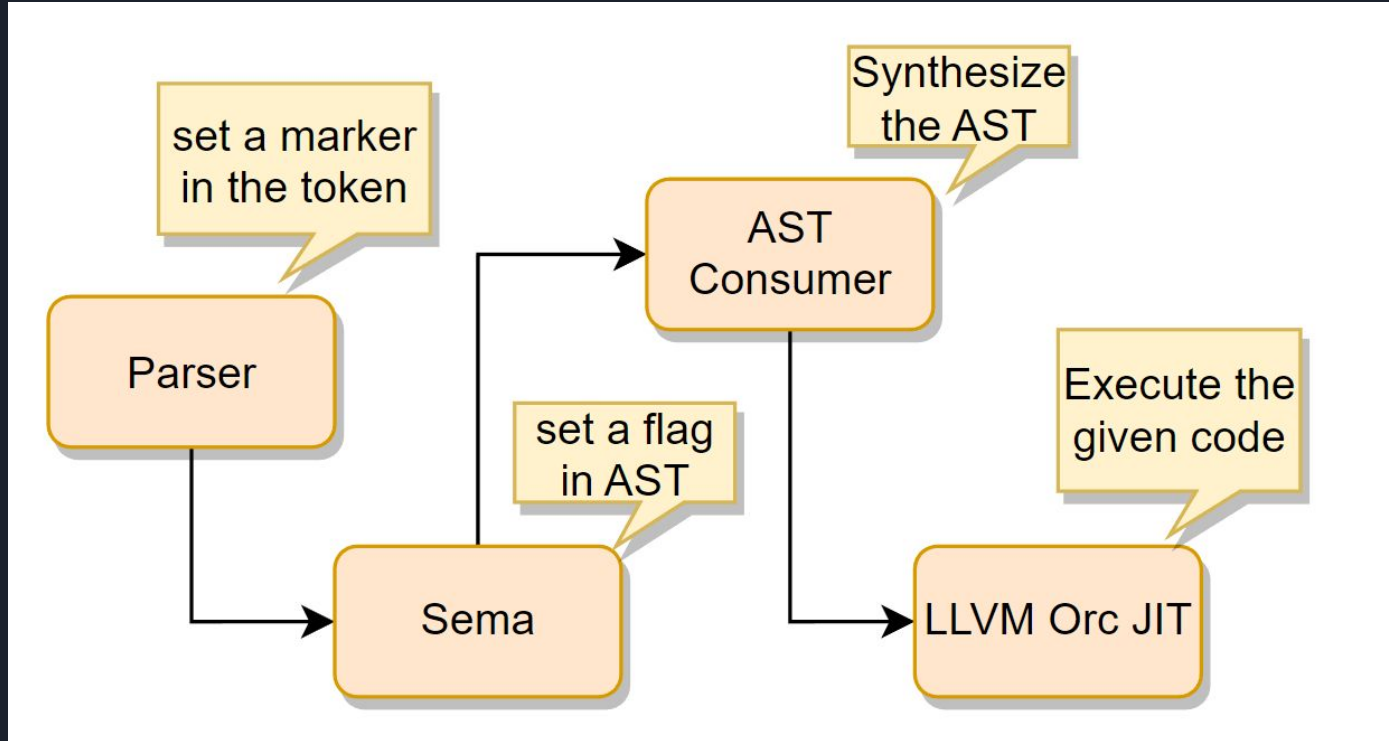 set a marker
in the token
Parser
set a flag
in AST
Sema
Synthesize
the AST
AST
Consumer
Execute the
given code
LLVM Orc JIT